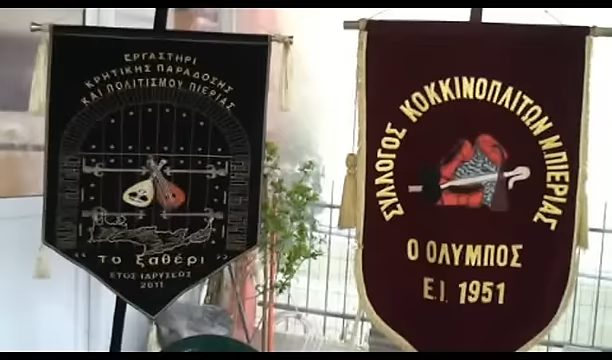 ΕΡΓΑΣΤΗΡΙ
ΚΡΗΤΙΚΗΣ ΠΑΡΑΔΟΣΗΣ
ΚΑΙ ΠΟΛΙΤΙΣΜΟΥ ΠΙΕΡΙΑΣ
“ το ξαθέρι ”
ΕΤΟΣ ΙΔΡΥΣΕΩΣ
2011
ΣΥΛΛΟΓΟΣ ΚΟΚΚΙΝΟΠΛΙΤΩΝ Ν.ΠΙΕΡΙΑΣ
Ο ΟΛΥΜΠΟΣ
Ε.Ι. 1951